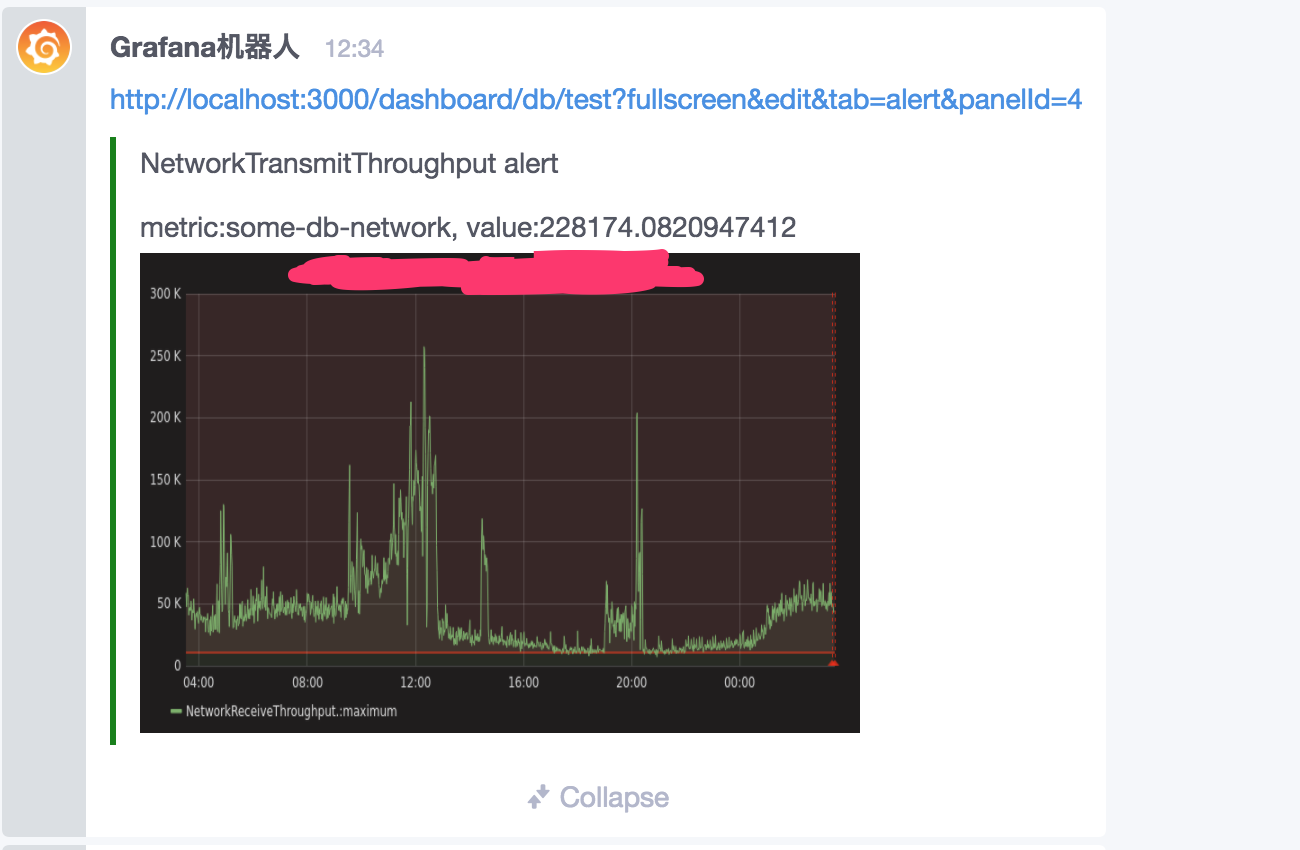 Grafana机器人 12:34
http://localhost:3000/dashboard/db/test?fullscreen&edit&tab=alert&panelId=4
NetworkTransmitThroughput alert
metric:some-db-network, value:228174.0820947412
300 K
250 K
200 K
150 K
100 K
50 K
0
04:00 08:00 12:00 16:00 20:00 00:00
NetworkReceiveThroughput.:maximum
Collapse